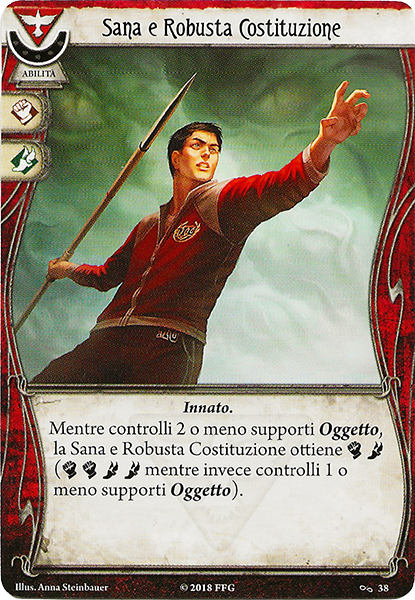 Sana e Robusta Costituzione
ABILITÀ
Innato.
Mentre controlli 2 o meno supporti Oggetto,
la Sana e Robusta Costituzione ottiene
( mentre invece controlli 1 o
meno supporti Oggetto).
Illus. Anna Steinbauer
© 2018 FFG
38